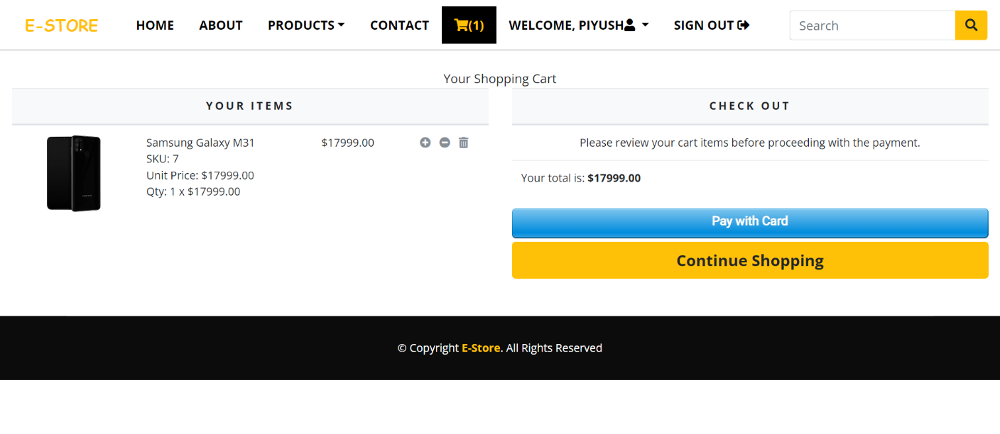 E-STORE HOME ABOUT PRODUCTS CONTACT (1) WELCOME, PIYUSH SIGN OUT Search
Your Shopping Cart
YOUR ITEMS
Samsung Galaxy M31 $17999.00
SKU: 7
Unit Price: $17999.00
Qty: 1 x $17999.00
CHECK OUT
Please review your cart items before proceeding with the payment.
Your total is: $17999.00
Pay with Card
Continue Shopping
© Copyright E-Store. All Rights Reserved